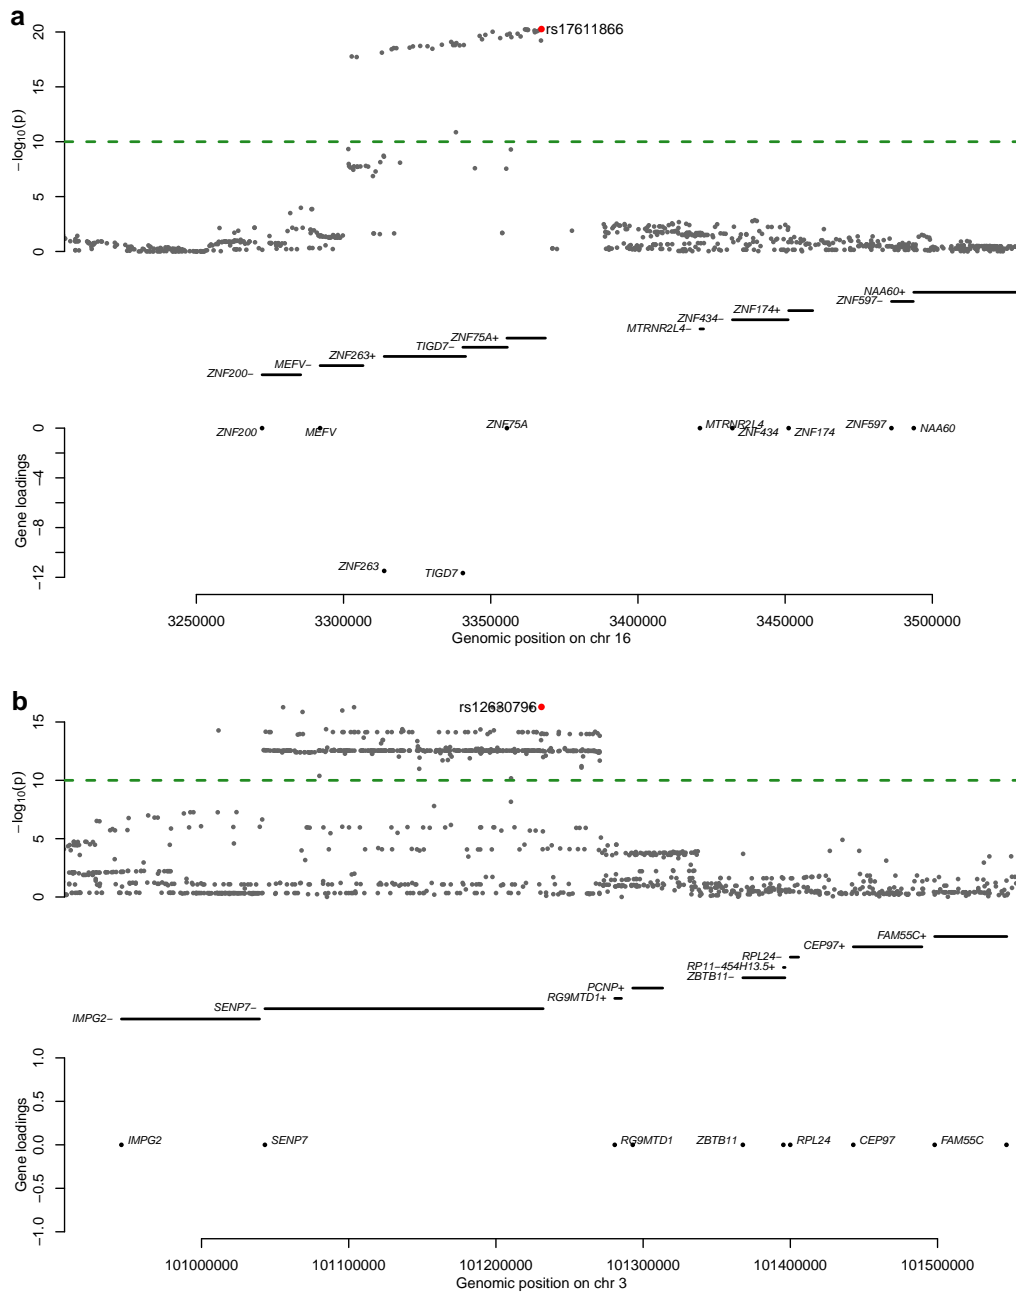 a
20
rs17611866
15
−log10(p)
10
5
0
NAA60+
ZNF597−
ZNF174+
ZNF434−
MTRNR2L4−
ZNF75A+
TIGD7−
ZNF263+
MEFV−
ZNF200−
0
ZNF200
MEFV
ZNF75A
MTRNR2L4
ZNF434
ZNF174
ZNF597
NAA60
−4
Gene loadings
−8
−12
ZNF263
TIGD7
3250000 3300000 3350000 3400000 3450000 3500000
Genomic position on chr 16
b
rs12630796
15
−log10(p)
10
5
0
FAM55C+
CEP97+
RPL24−
RP11−454H13.5+
ZBTB11−
PCNP+
RG9MTD1+
SENP7−
IMPG2−
1.0
0.5
Gene loadings
0.0
IMPG2 SENP7 RG9MTD1 ZBTB11 RPL24 CEP97 FAM55C
−0.5
−1.0
101000000 101100000 101200000 101300000 101400000 101500000
Genomic position on chr 3